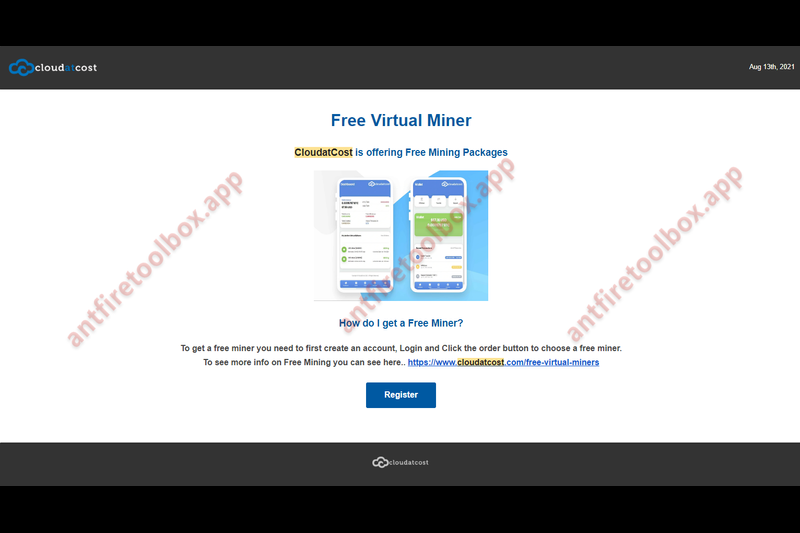 cloudatcost
Aug 13th, 2021
Free Virtual Miner
CloudatCost is offering Free Mining Packages
How do I get a Free Miner?
To get a free miner you need to first create an account, Login and Click the order button to choose a free miner.
To see more info on Free Mining you can see here.. https://www.cloudatcost.com/free-virtual-miners
Register
cloudatcost
antfiretoolbox.app
antfiretoolbox.app
antfiretoolbox.app